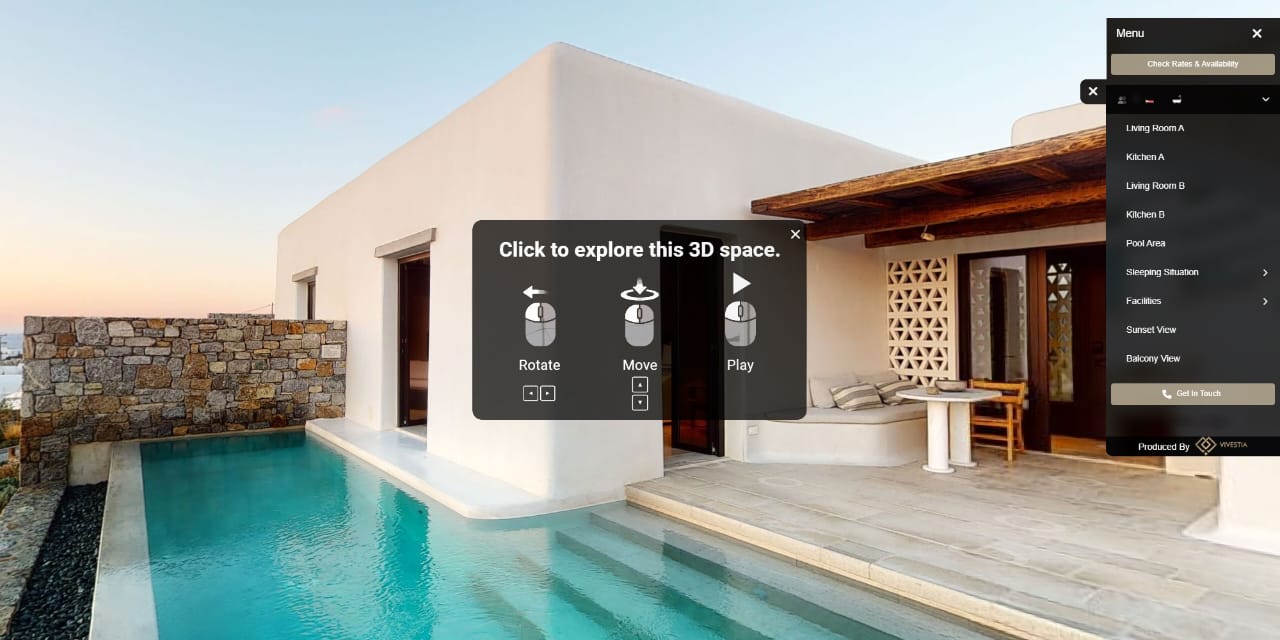 Menu
Check Rates & Availability
Living Room A
Kitchen A
Living Room B
Kitchen B
Pool Area
Sleeping Situation
Facilities
Sunset View
Balcony View
Get In Touch
Produced By VIVESTIA
Click to explore this 3D space.
Rotate Move Play